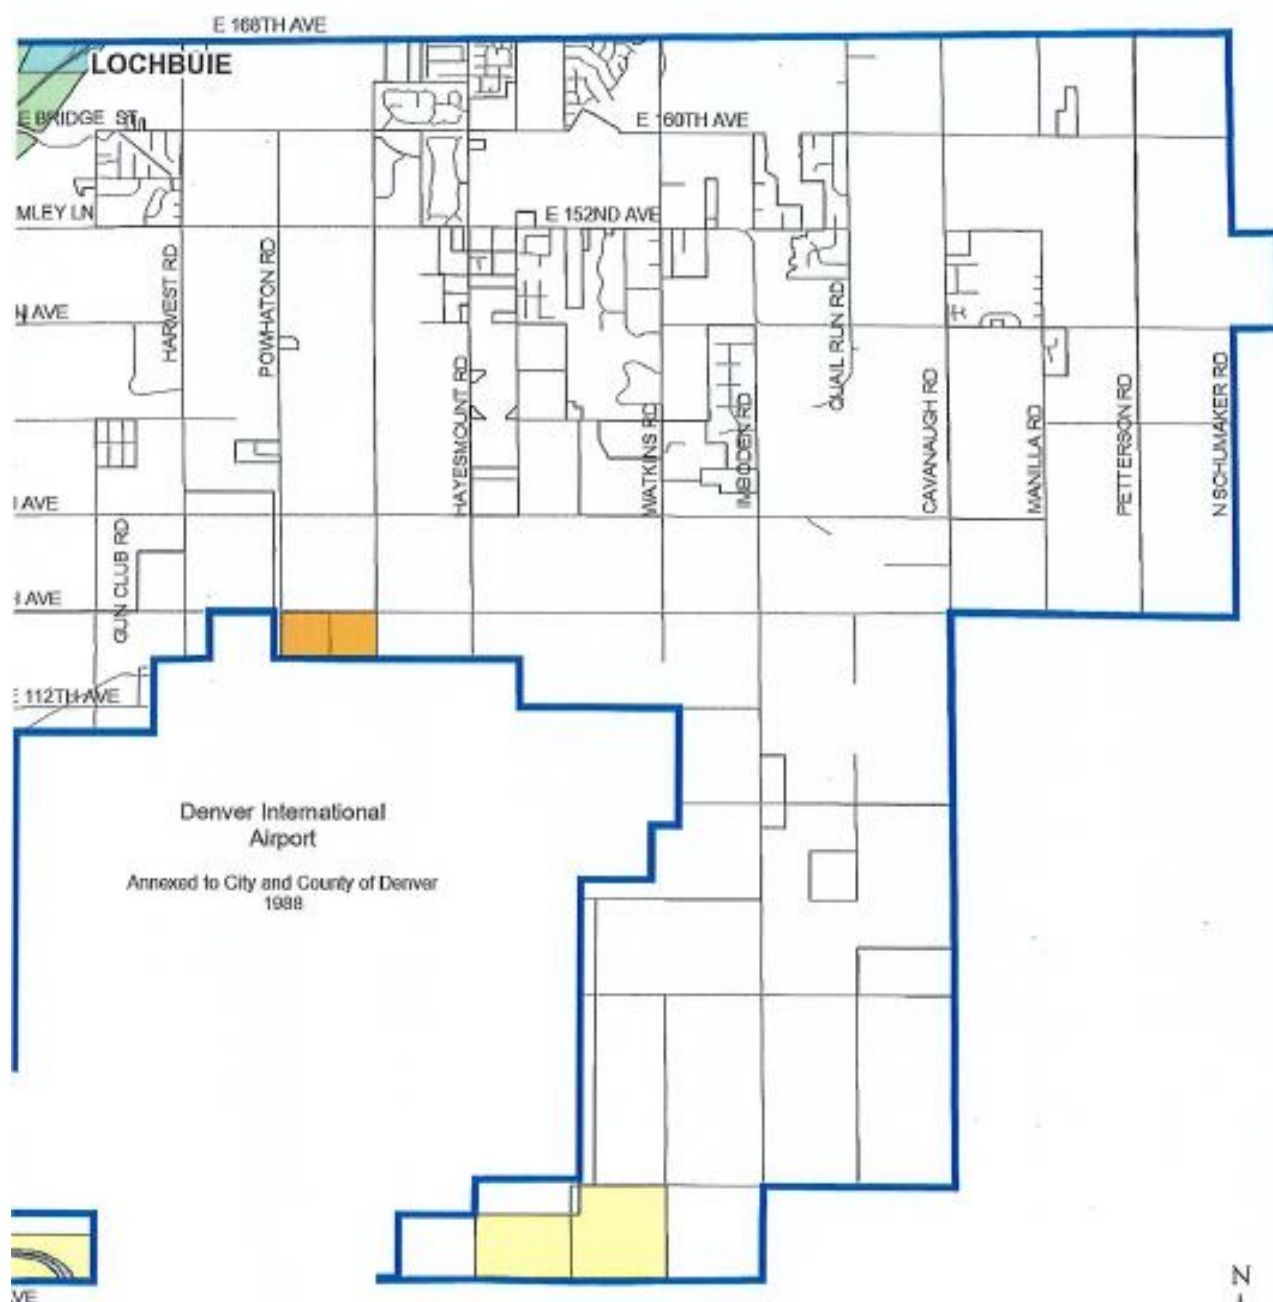 E 168TH AVE
LOCHBUIE
E BRIDGE ST
E 160TH AVE
MLEY LN
E 152ND AVE
HARVEST RD
POWHATON RD
N AVE
HAYESMOUNT RD
WATKINS RD
IMBODEN RD
QUAIL RUN RD
CAVANAUGH RD
MANILLA RD
PETTERSON RD
N SCHUMAKER RD
AVE
GUN CLUB RD
AVE
E 112TH AVE
Denver International
Airport
Annexed to City and County of Denver
1988
N
VE